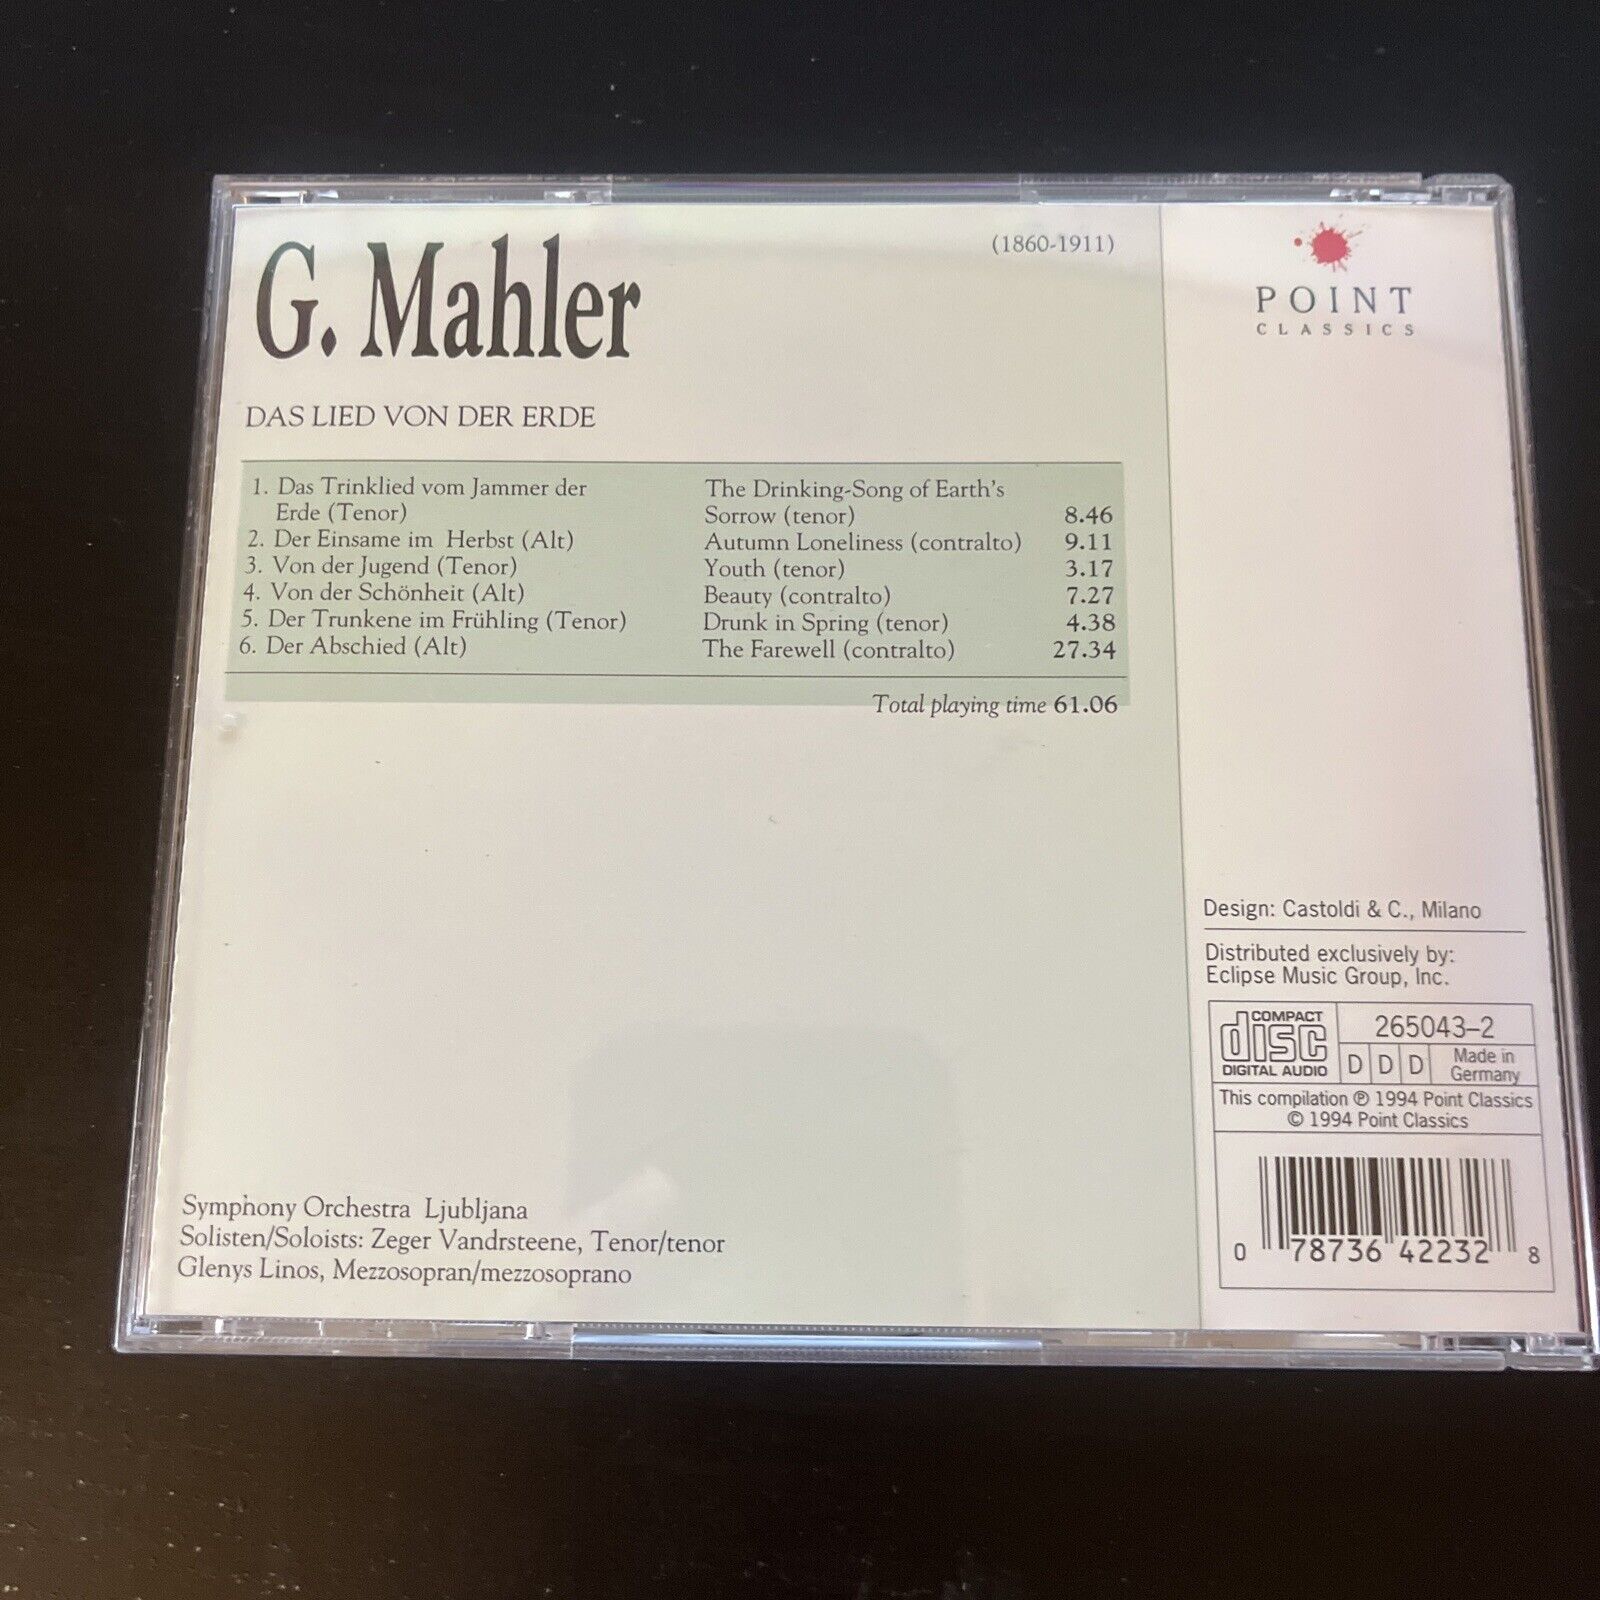 G. Mahler
(1860-1911)
DAS LIED VON DER ERDE
1. Das Trinklied vom Jammer der The Drinking-Song of Earth's
Erde (Tenor) Sorrow (tenor) 8.46
2. Der Einsame im Herbst (Alt) Autumn Loneliness (contralto) 9.11
3. Von der Jugend (Tenor) Youth (tenor) 3.17
4. Von der Schönheit (Alt) Beauty (contralto) 7.27
5. Der Trunkene im Frühling (Tenor) Drunk in Spring (tenor) 4.38
6. Der Abschied (Alt) The Farewell (contralto) 27.34
Total playing time 61.06
Symphony Orchestra Ljubljana
Solisten/Soloists: Zeger Vandrsteene, Tenor/tenor
Glenys Linos, Mezzosopran/mezzosoprano
POINT
CLASSICS
Design: Castoldi & C., Milano
Distributed exclusively by:
Eclipse Music Group, Inc.
COMPACT
disc
DIGITAL AUDIO
265043-2
D D D
Made in
Germany
This compilation ℗ 1994 Point Classics
© 1994 Point Classics
0 78736 42232 8